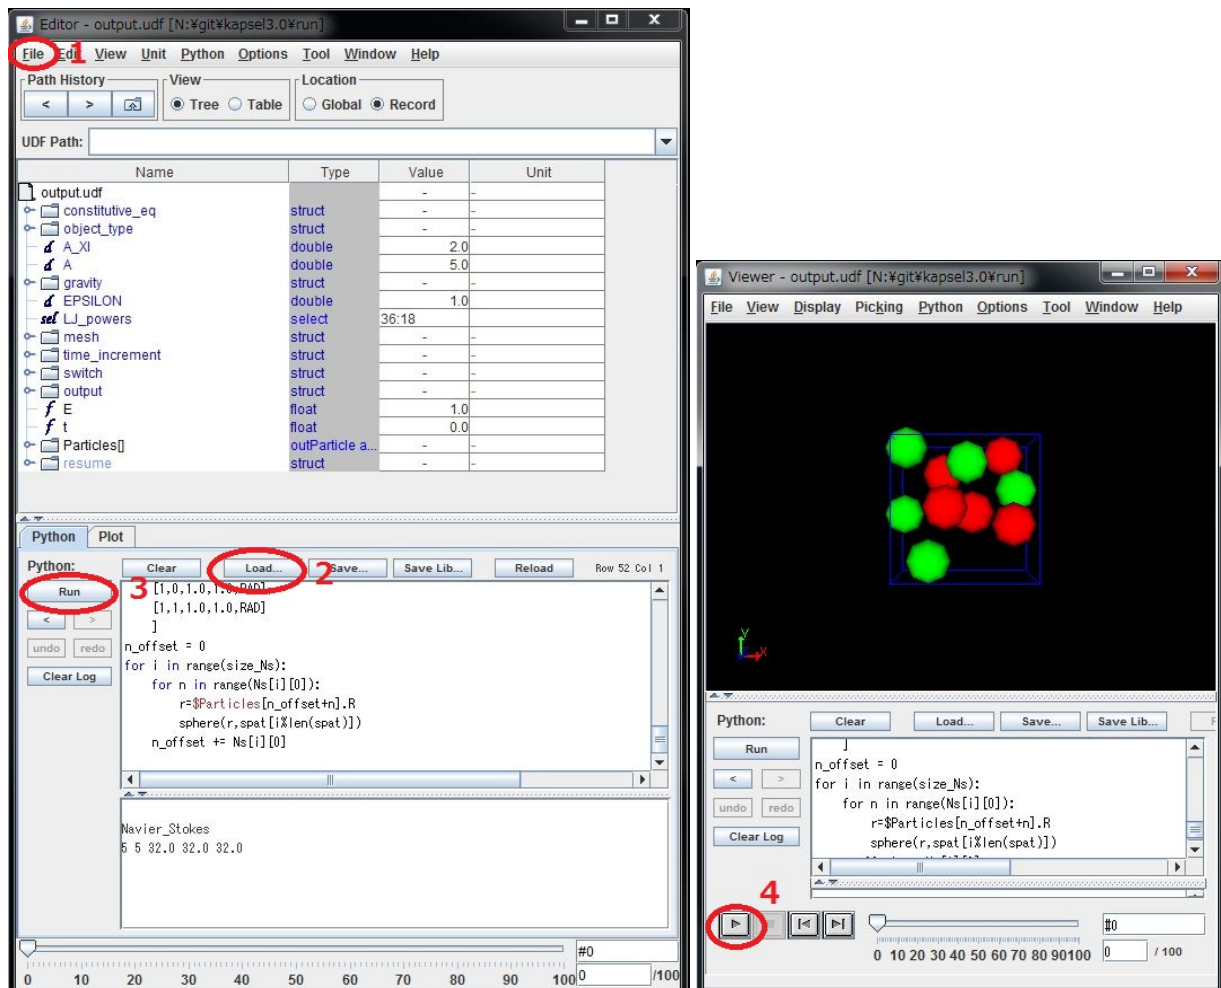 Editor - output.udf [N:¥git¥kapsel3.0¥run]
File Edit View Unit Python Options Tool Window Help
1
Path History View Location
< > Tree Table Global Record
UDF Path:
Name Type Value Unit
output.udf - -
constitutive_eq struct - -
object_type struct - -
d A_XI double 2.0
d A double 5.0
gravity struct - -
d EPSILON double 1.0
sel LJ_powers select 36:18
mesh struct - -
time_increment struct - -
switch struct - -
output struct - -
f E float 1.0
f t float 0.0
Particles[] outParticle a... - -
resume struct - -
Python Plot
Python: Clear Load... 2 Save... Save Lib... Reload Row 52 Col 1
Run 3
< >
undo redo
Clear Log
[1,0,1.0,1.0,RAD],
[1,1,1.0,1.0,RAD]
]
n_offset = 0
for i in range(size_Ns):
for n in range(Ns[i][0]):
r=$Particles[n_offset+n].R
sphere(r,spat[i%len(spat)])
n_offset += Ns[i][0]
Navier_Stokes
5 5 32.0 32.0 32.0
#0
0 10 20 30 40 50 60 70 80 90 100 0 /100
Viewer - output.udf [N:¥git¥kapsel3.0¥run]
File View Display Picking Python Options Tool Window Help
Y
X
Python: Clear Load... Save... Save Lib...
Run
< >
undo redo
Clear Log
]
n_offset = 0
for i in range(size_Ns):
for n in range(Ns[i][0]):
r=$Particles[n_offset+n].R
sphere(r,spat[i%len(spat)])
4
#0
0 10 20 30 40 50 60 70 80 90100 0 / 100